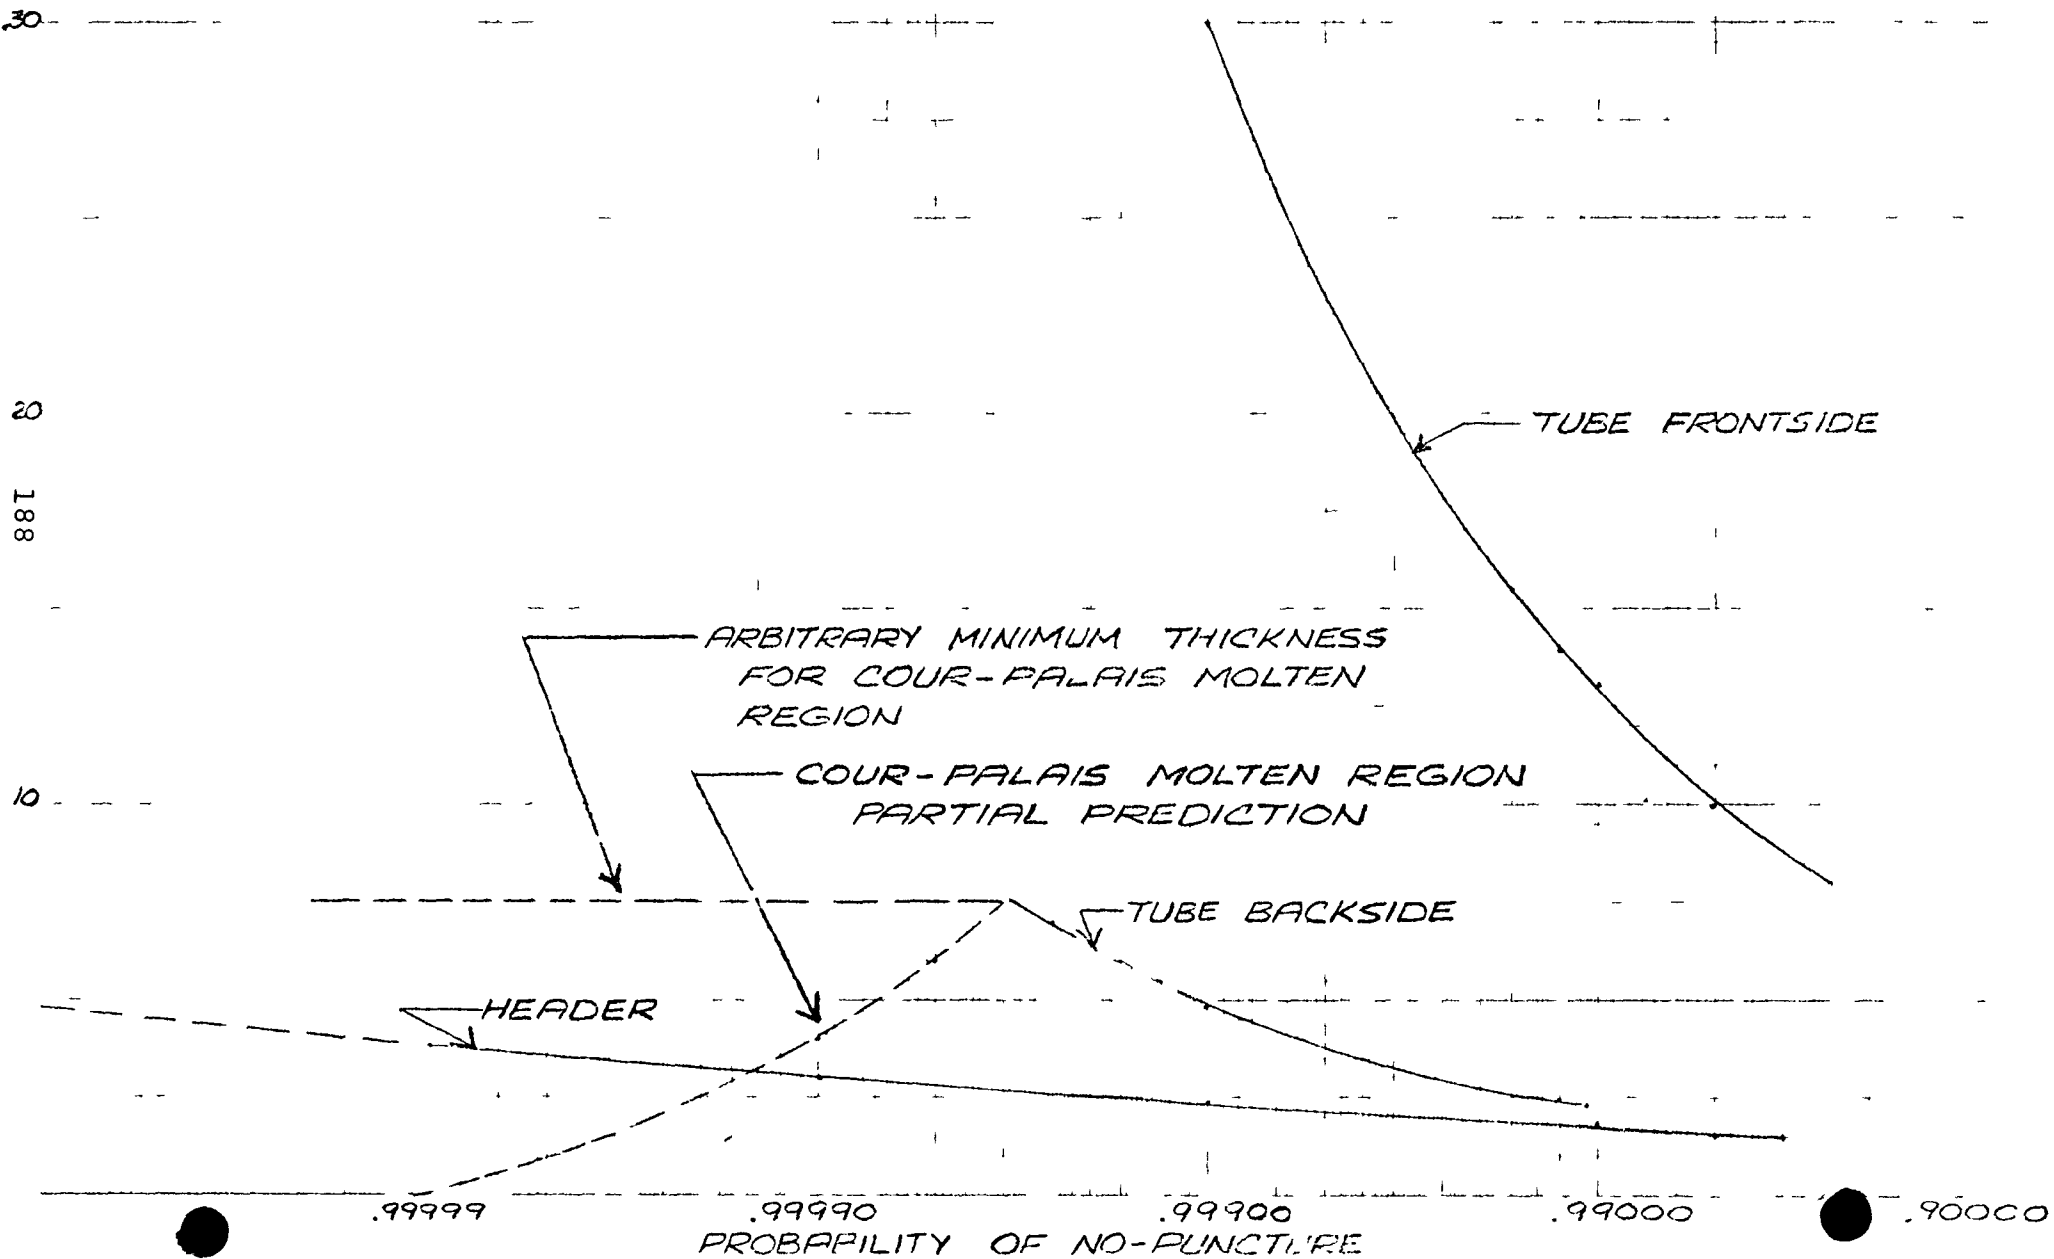 30
20
188
TUBE FRONTSIDE
ARBITRARY MINIMUM THICKNESS
FOR COUR-PALAIS MOLTEN
REGION
COUR-PALAIS MOLTEN REGION
PARTIAL PREDICTION
10
TUBE BACKSIDE
HEADER
.99999 .99990 .99900 .99000 .90000
PROBABILITY OF NO-PUNCTURE